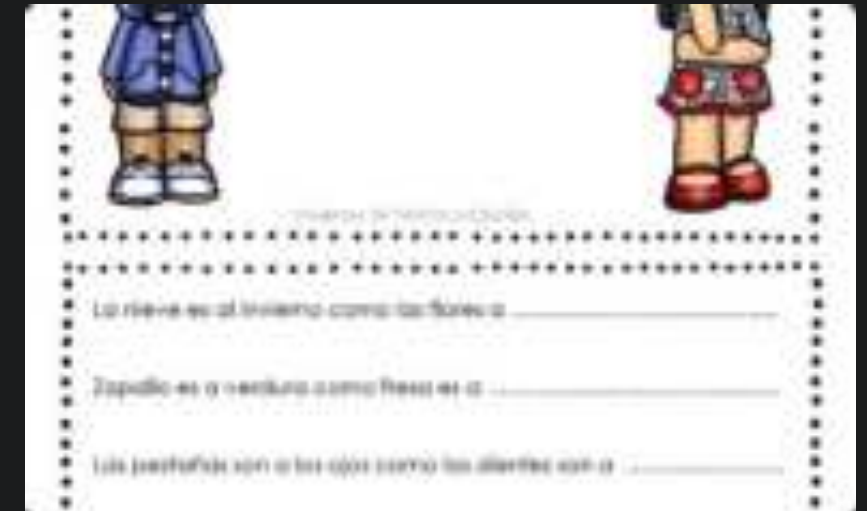 La nieve es al invierno como las flores a
Zapallo es a verdura como fresa es a
Las pestañas son a los ojos como los dientes son a